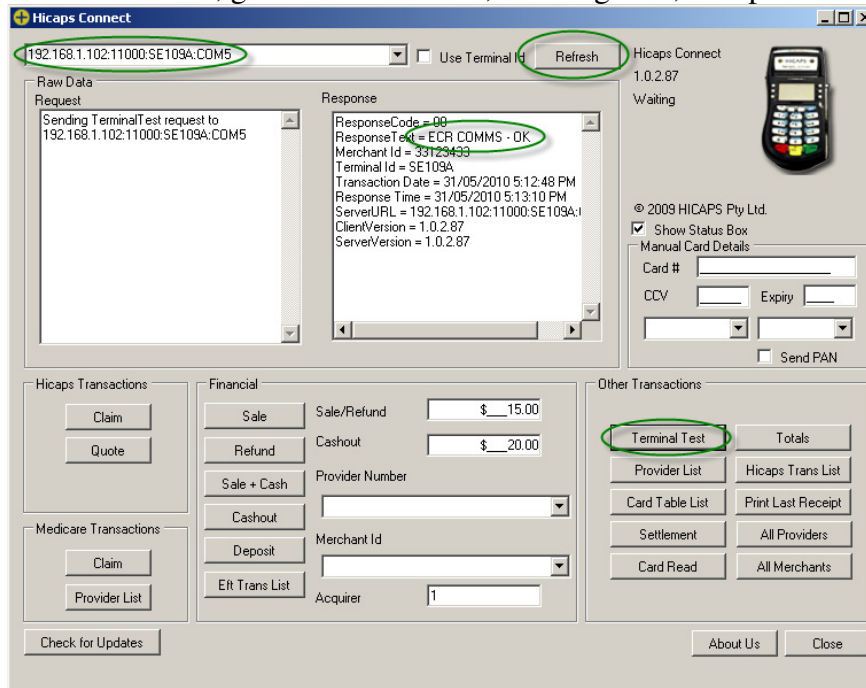 Hicaps Connect
192.168.1.102:11000:SE109A:COM5
Use Terminal Id
Refresh
Hicaps Connect
1.0.2.87
Waiting
Raw Data
Request
Sending TerminalTest request to
192.168.1.102:11000:SE109A:COM5
Response
ResponseCode = 00
ResponseText = ECR COMMS - OK
Merchant Id = 33123433
Terminal Id = SE109A
Transaction Date = 31/05/2010 5:12:48 PM
Response Time = 31/05/2010 5:13:10 PM
ServerURL = 192.168.1.102:11000:SE109A:
ClientVersion = 1.0.2.87
ServerVersion = 1.0.2.87
© 2009 HICAPS Pty Ltd.
Show Status Box
Manual Card Details
Card #
CCV
Expiry
Send PAN
Hicaps Transactions
Claim
Quote
Medicare Transactions
Claim
Provider List
Financial
Sale
Refund
Sale + Cash
Cashout
Deposit
Eft Trans List
Sale/Refund
$__15.00
Cashout
$__20.00
Provider Number
Merchant Id
Acquirer
1
Other Transactions
Terminal Test
Totals
Provider List
Hicaps Trans List
Card Table List
Print Last Receipt
Settlement
All Providers
Card Read
All Merchants
Check for Updates
About Us
Close